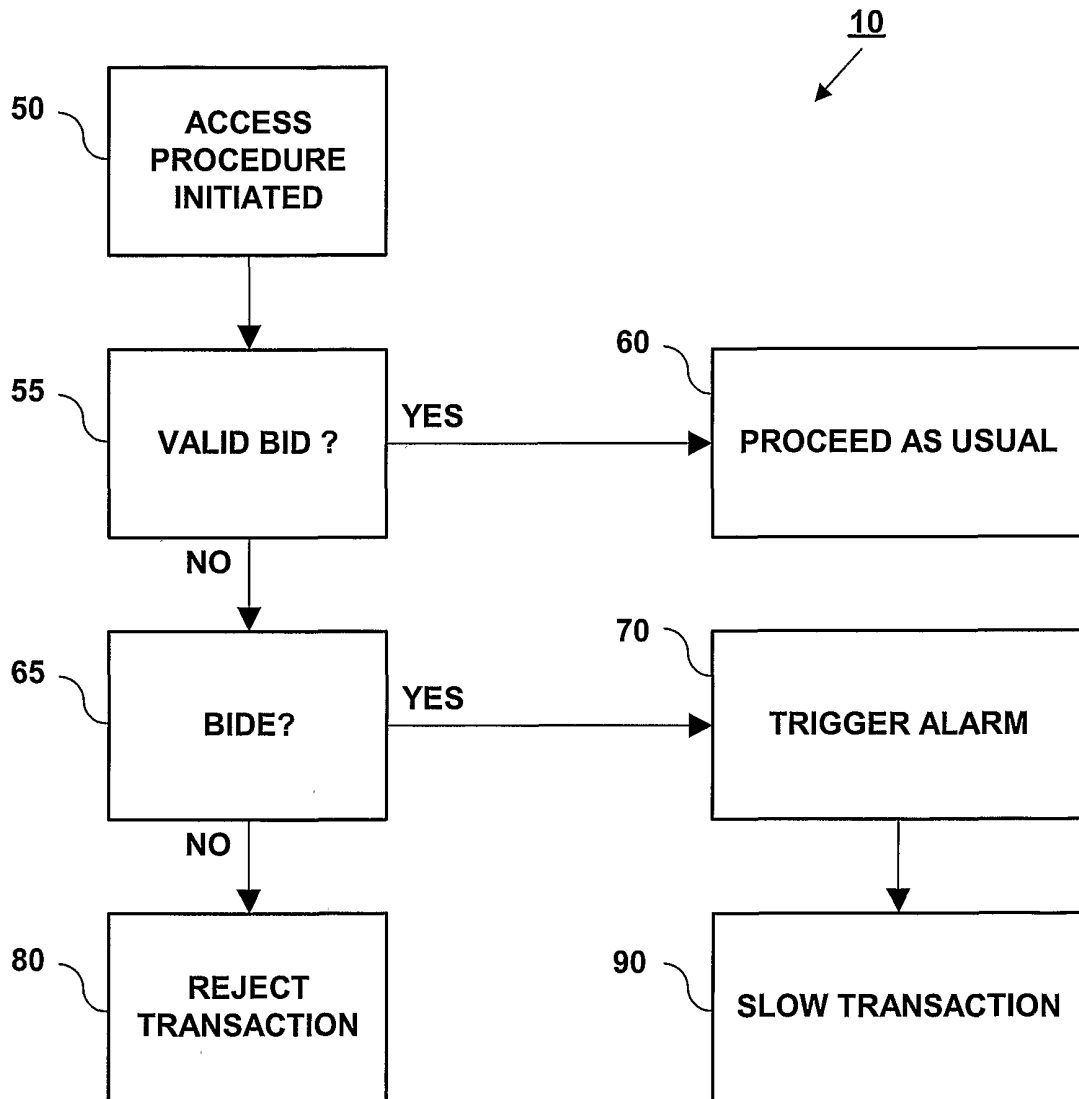 10
50
ACCESS
PROCEDURE
INITIATED
55
VALID BID ?
YES
60
PROCEED AS USUAL
NO
65
BIDE?
YES
70
TRIGGER ALARM
NO
80
REJECT
TRANSACTION
90
SLOW TRANSACTION